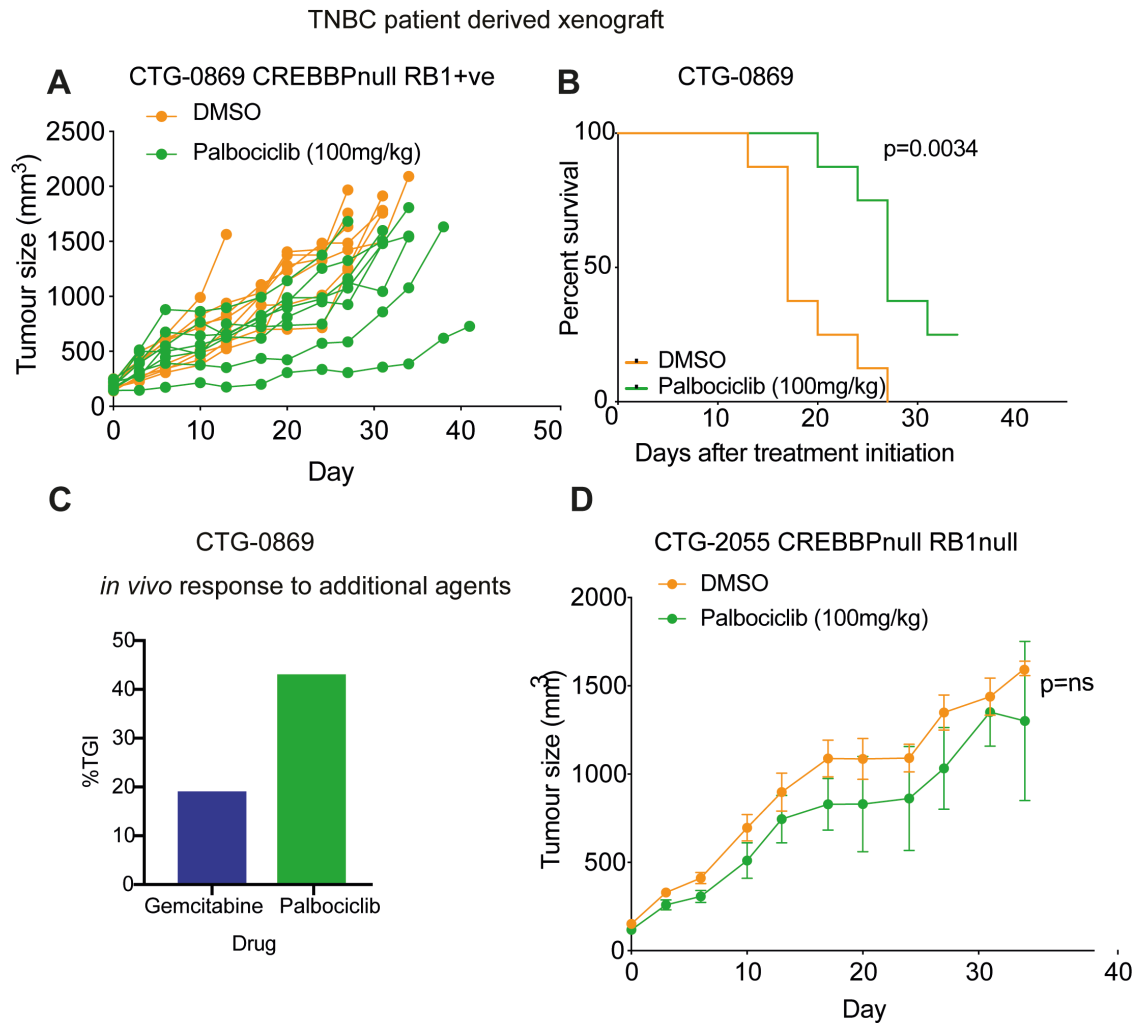 TNBC patient derived xenograft
A
CTG-0869 CREBBPnull RB1+ve
DMSO
Palbociclib (100mg/kg)
2500
2000
1500
1000
500
0
Tumour size (mm3)
0 10 20 30 40 50
Day
B
CTG-0869
100
50
0
Percent survival
p=0.0034
DMSO
Palbociclib (100mg/kg)
0 10 20 30 40
Days after treatment initiation
C
CTG-0869
in vivo response to additional agents
50
40
30
20
10
0
%TGI
Gemcitabine Palbociclib
Drug
D
CTG-2055 CREBBPnull RB1null
DMSO
Palbociclib (100mg/kg)
2000
1500
1000
500
0
Tumour size (mm3)
p=ns
0 10 20 30 40
Day